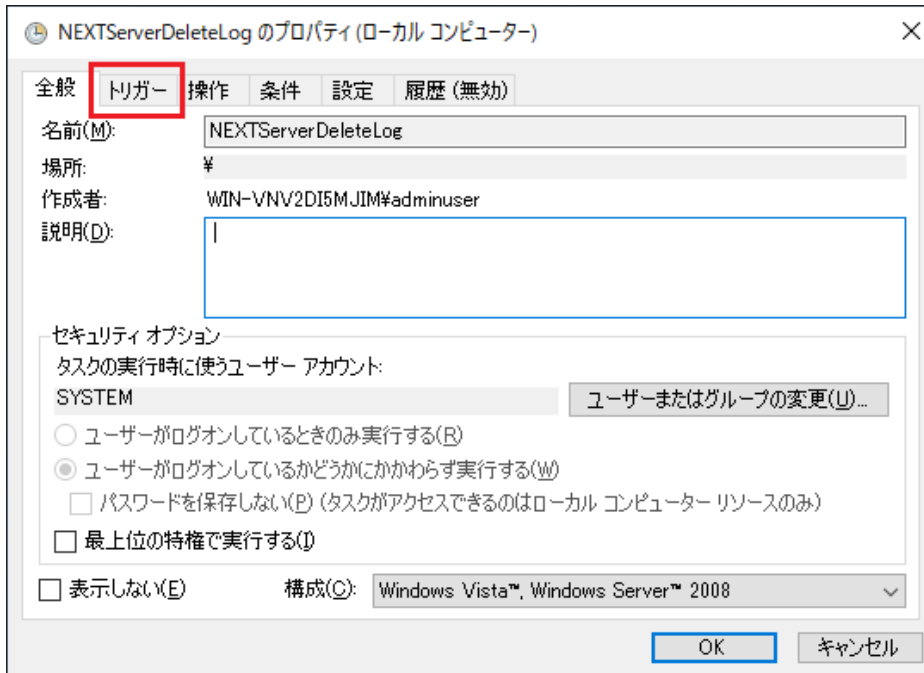 NEXTServerDeleteLog のプロパティ (ローカル コンピューター)
全般 トリガー 操作 条件 設定 履歴 (無効)
名前(M): NEXTServerDeleteLog
場所: ¥
作成者: WIN-VNV2DI5MJIM¥adminuser
説明(D):
セキュリティ オプション
タスクの実行時に使うユーザー アカウント:
SYSTEM ユーザーまたはグループの変更(U)...
ユーザーがログオンしているときのみ実行する(R)
ユーザーがログオンしているかどうかにかかわらず実行する(W)
パスワードを保存しない(P) (タスクがアクセスできるのはローカル コンピューター リソースのみ)
最上位の特権で実行する(I)
表示しない(E) 構成(C): Windows Vista™, Windows Server™ 2008
OK キャンセル